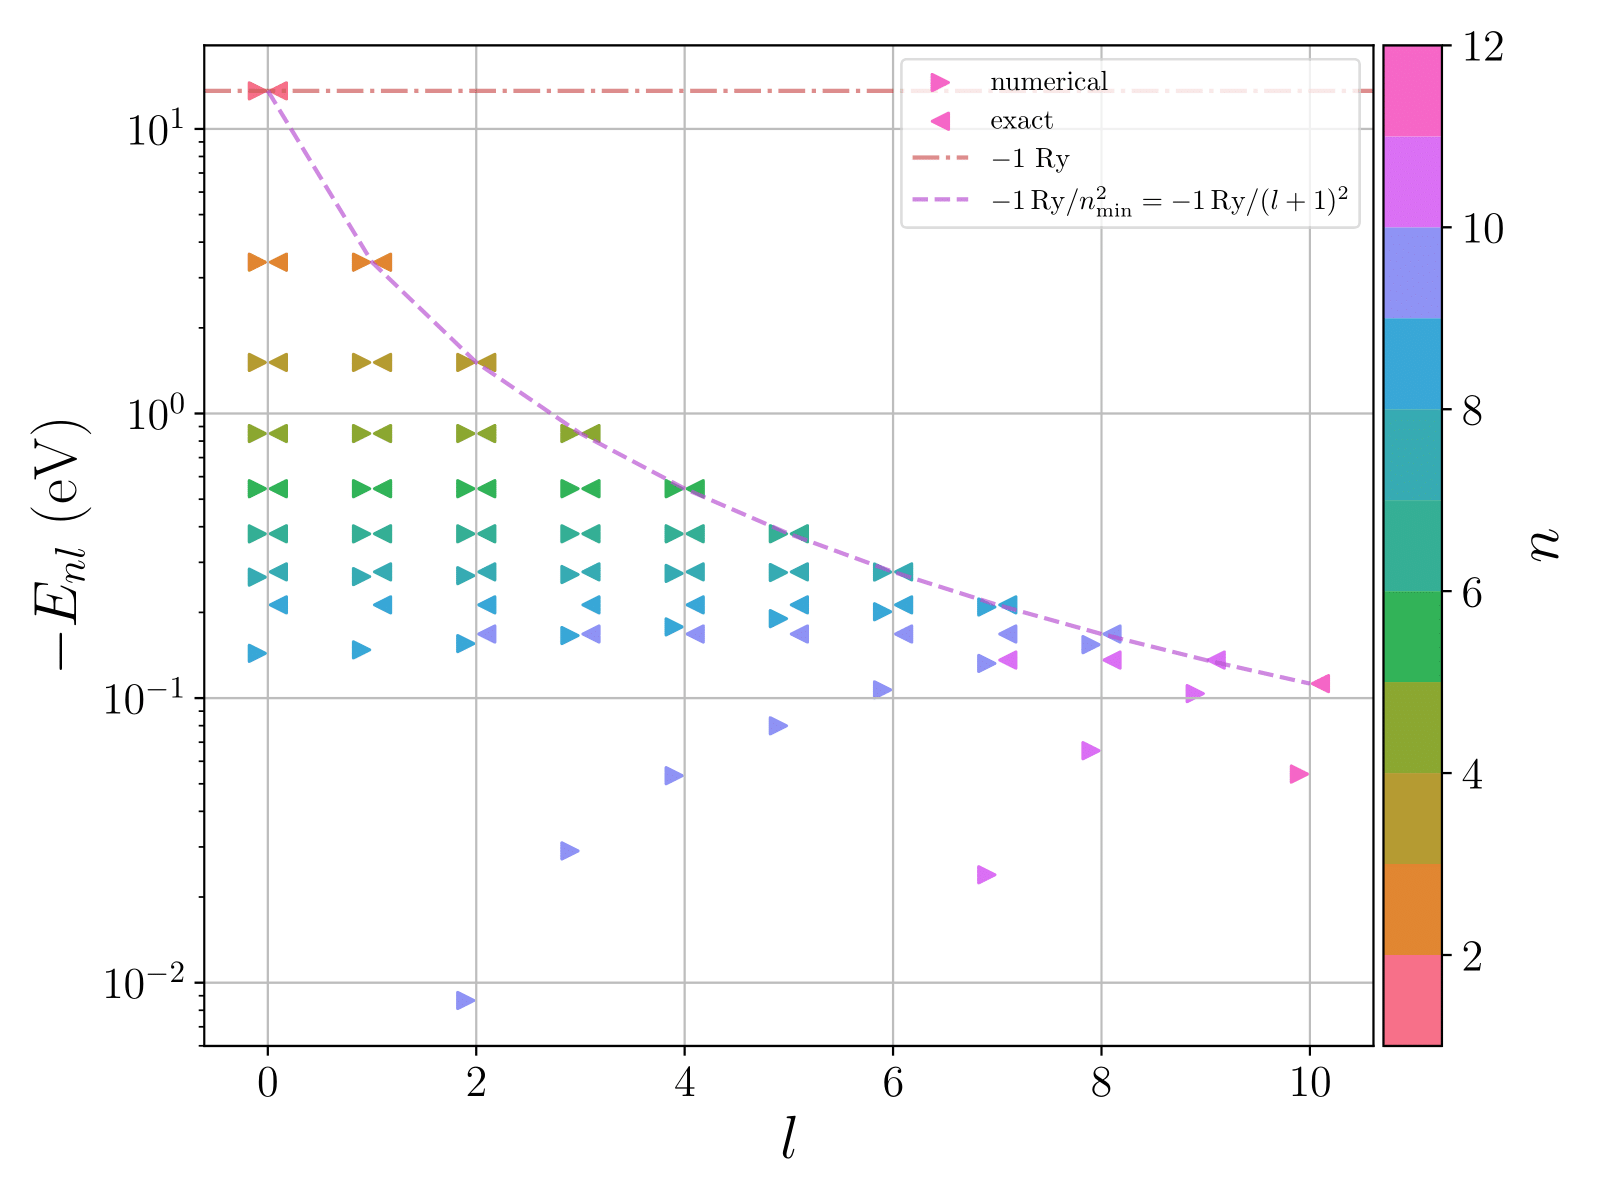 numerical
exact
−1 Ry
−1 Ry/n²_min = −1 Ry/(l + 1)²
10¹
10⁰
10⁻¹
10⁻²
−E_nl (eV)
0 2 4 6 8 10
l
12
10
8
6
4
2
n